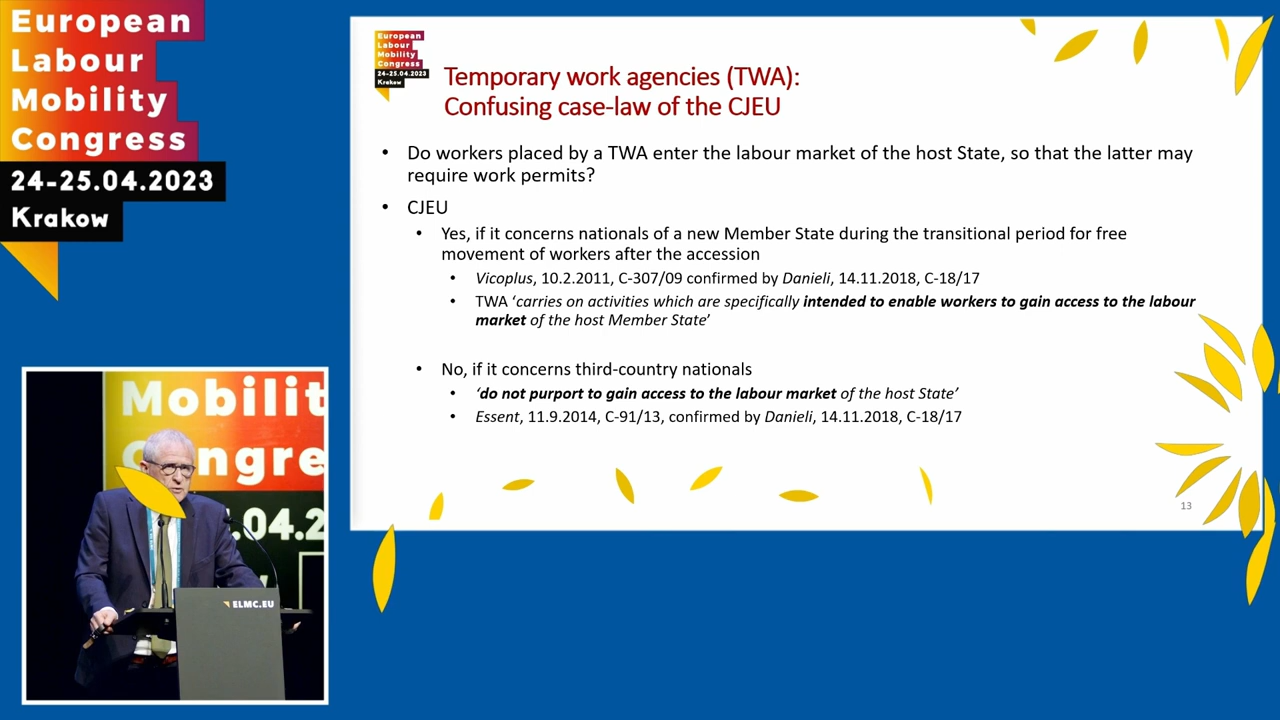 European
Labour
Mobility
Congress
24-25.04.2023
Krakow
European
Labour
Mobility
Congress
24-25.04.2023
Krakow
Temporary work agencies (TWA):
Confusing case-law of the CJEU
• Do workers placed by a TWA enter the labour market of the host State, so that the latter may
require work permits?
• CJEU
• Yes, if it concerns nationals of a new Member State during the transitional period for free
movement of workers after the accession
• Vicoplus, 10.2.2011, C-307/09 confirmed by Danieli, 14.11.2018, C-18/17
• TWA ‘carries on activities which are specifically intended to enable workers to gain access to the labour
market of the host Member State’
• No, if it concerns third-country nationals
• ‘do not purport to gain access to the labour market of the host State’
• Essent, 11.9.2014, C-91/13, confirmed by Danieli, 14.11.2018, C-18/17
13
Mobilit
ngre
.04.2
ELMC.EU